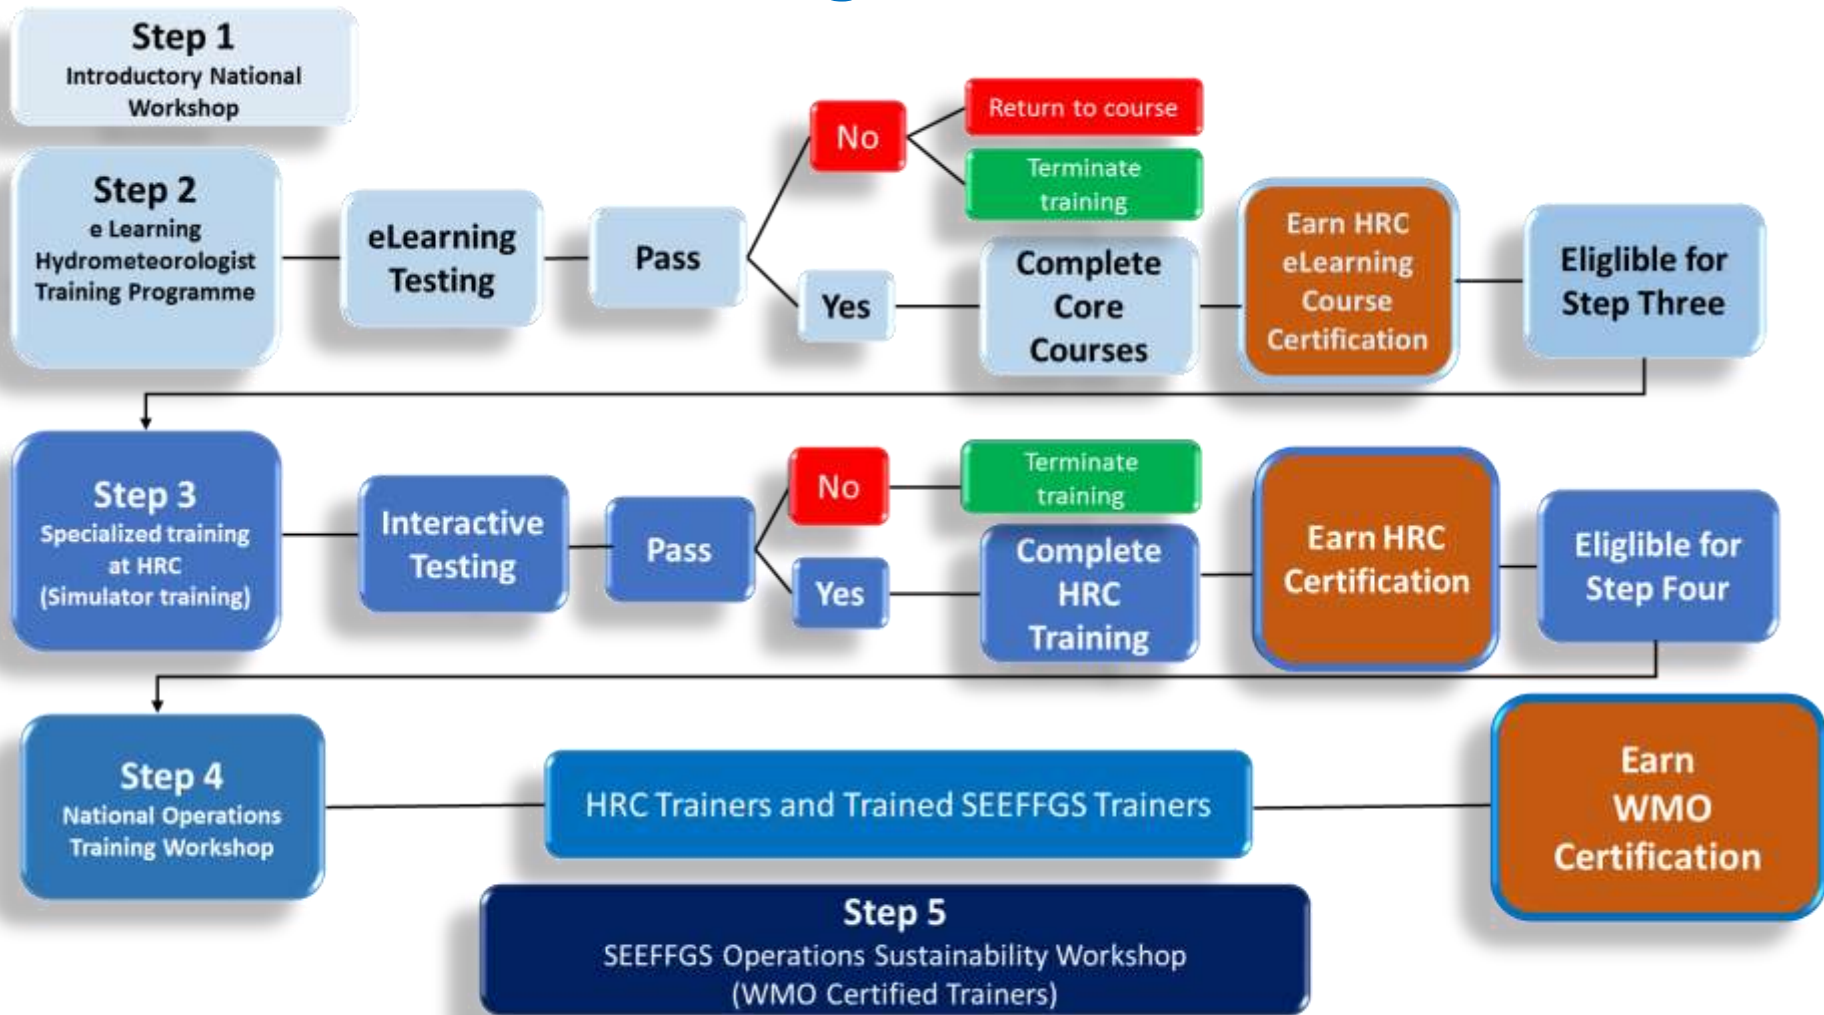 Step 1
Introductory National
Workshop
Step 2
e Learning
Hydrometeorologist
Training Programme
eLearning
Testing
Pass
No
Return to course
Terminate
training
Yes
Complete
Core
Courses
Earn HRC
eLearning
Course
Certification
Eliglible for
Step Three
Step 3
Specialized training
at HRC
(Simulator training)
Interactive
Testing
Pass
No
Terminate
training
Yes
Complete
HRC
Training
Earn HRC
Certification
Eliglible for
Step Four
Step 4
National Operations
Training Workshop
HRC Trainers and Trained SEEFFGS Trainers
Earn
WMO
Certification
Step 5
SEEFFGS Operations Sustainability Workshop
(WMO Certified Trainers)